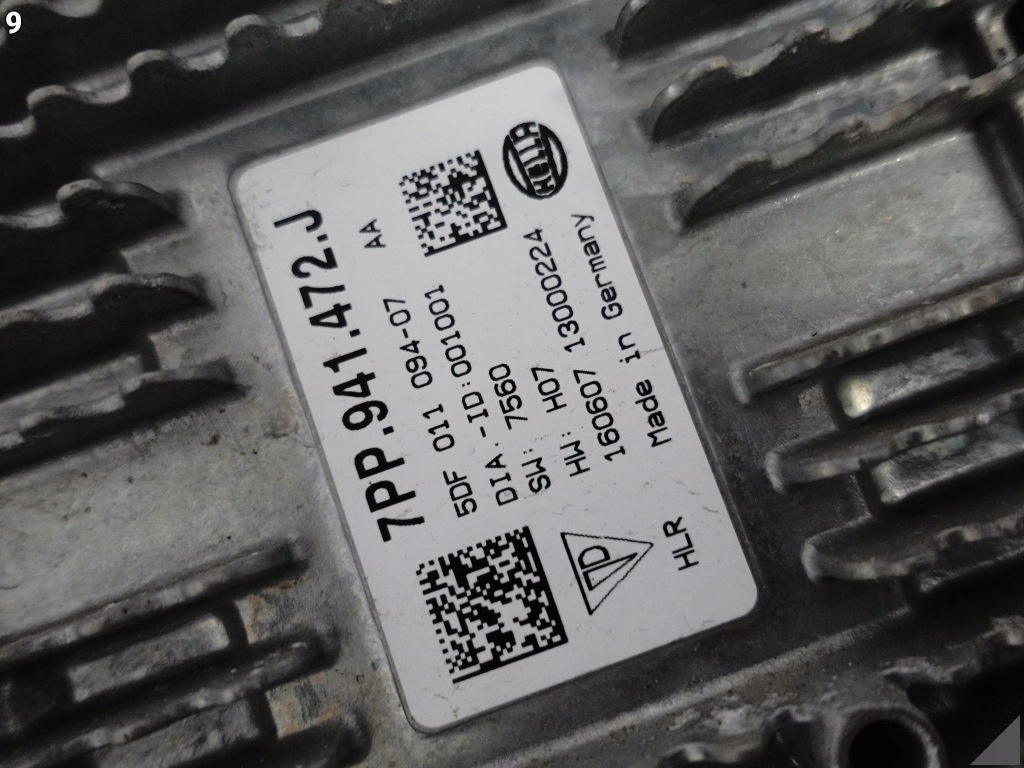 9
7PP.941.472.J
AA
5DF 011 094-07
DIA.-ID:001001
SW: 7560
HW: H07
160607 13000224
Made in Germany
HELLA
TP
HLR